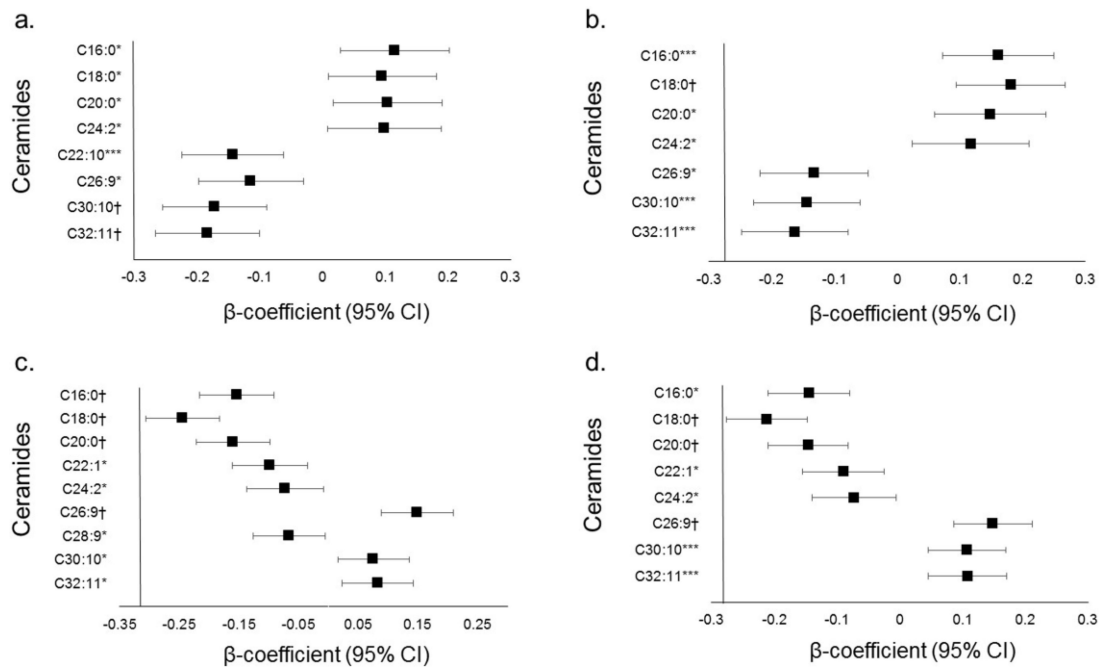 a.
Ceramides
C16:0*
C18:0*
C20:0*
C24:2*
C22:10***
C26:9*
C30:10†
C32:11†
-0.3 -0.2 -0.1 0 0.1 0.2 0.3
β-coefficient (95% CI)
b.
Ceramides
C16:0***
C18:0†
C20:0*
C24:2*
C26:9*
C30:10***
C32:11***
-0.3 -0.2 -0.1 0 0.1 0.2 0.3
β-coefficient (95% CI)
c.
Ceramides
C16:0†
C18:0†
C20:0†
C22:1*
C24:2*
C26:9†
C28:9*
C30:10*
C32:11*
-0.35 -0.25 -0.15 -0.05 0.05 0.15 0.25
β-coefficient (95% CI)
d.
Ceramides
C16:0*
C18:0†
C20:0†
C22:1*
C24:2*
C26:9†
C30:10***
C32:11***
-0.3 -0.2 -0.1 0 0.1 0.2 0.3
β-coefficient (95% CI)